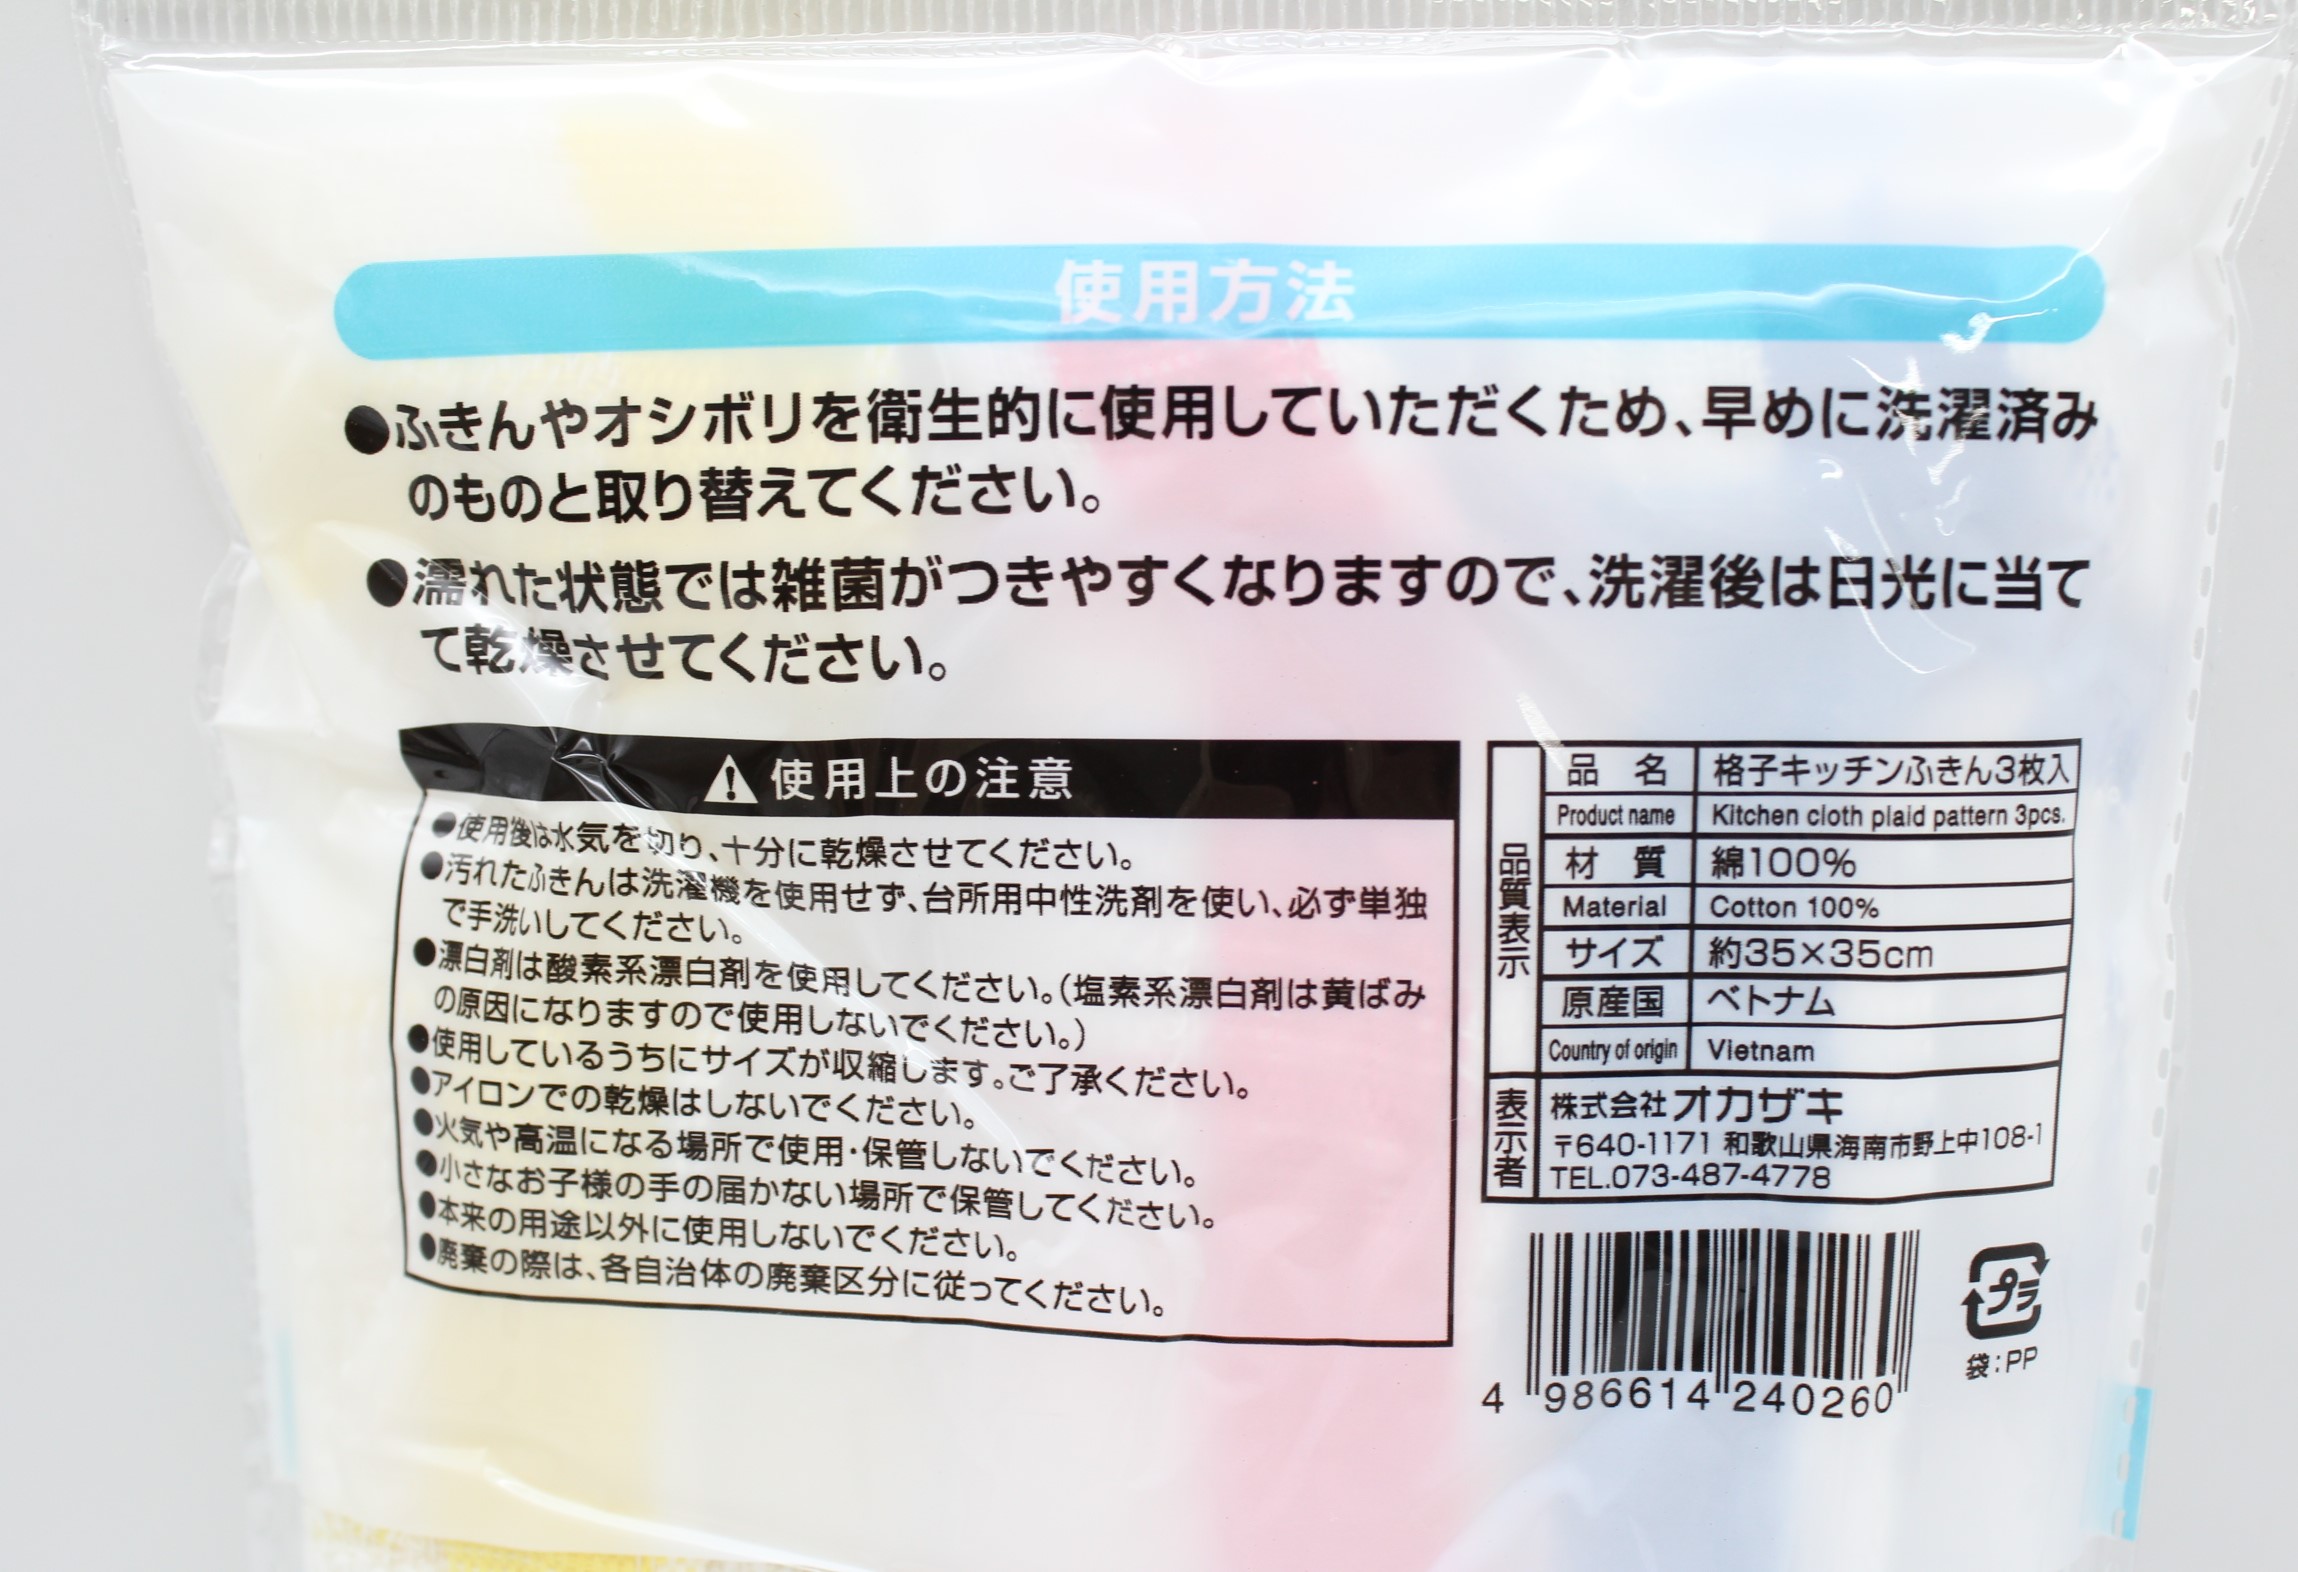 使用方法
●ふきんやオシボリを衛生的に使用していただくため、早めに洗濯済み
のものと取り替えてください。
●濡れた状態では雑菌がつきやすくなりますので、洗濯後は日光に当て
て乾燥させてください。
⚠使用上の注意
●使用後は水気を切り、十分に乾燥させてください。
●汚れたふきんは洗濯機を使用せず、台所用中性洗剤を使い、必ず単独
で手洗いしてください。
●漂白剤は酸素系漂白剤を使用してください。(塩素系漂白剤は黄ばみ
の原因になりますので使用しないでください。)
●使用しているうちにサイズが収縮します。ご了承ください。
●アイロンでの乾燥はしないでください。
●火気や高温になる場所で使用・保管しないでください。
●小さなお子様の手の届かない場所で保管してください。
●本来の用途以外に使用しないでください。
●廃棄の際は、各自治体の廃棄区分に従ってください。
品質表示
品 名 格子キッチンふきん3枚入
Product name Kitchen cloth plaid pattern 3pcs.
材 質 綿100%
Material Cotton 100%
サイズ 約35×35cm
原産国 ベトナム
Country of origin Vietnam
表示者
株式会社オカザキ
〒640-1171 和歌山県海南市野上中108-1
TEL.073-487-4778
4 986614 240260
プラ
袋:PP